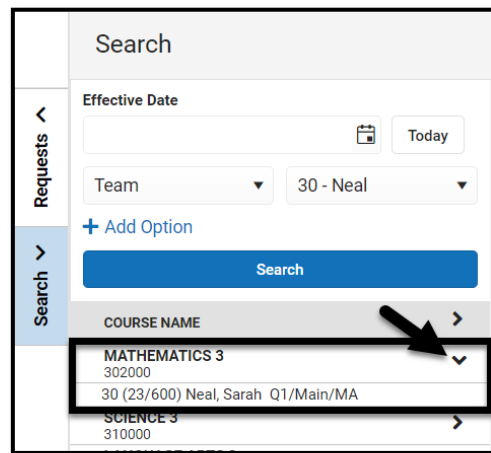 Search
Effective Date
Today
Team
30 - Neal
Add Option
Search
COURSE NAME
MATHEMATICS 3
302000
30 (23/600) Neal, Sarah Q1/Main/MA
SCIENCE 3
310000
Requests
Search